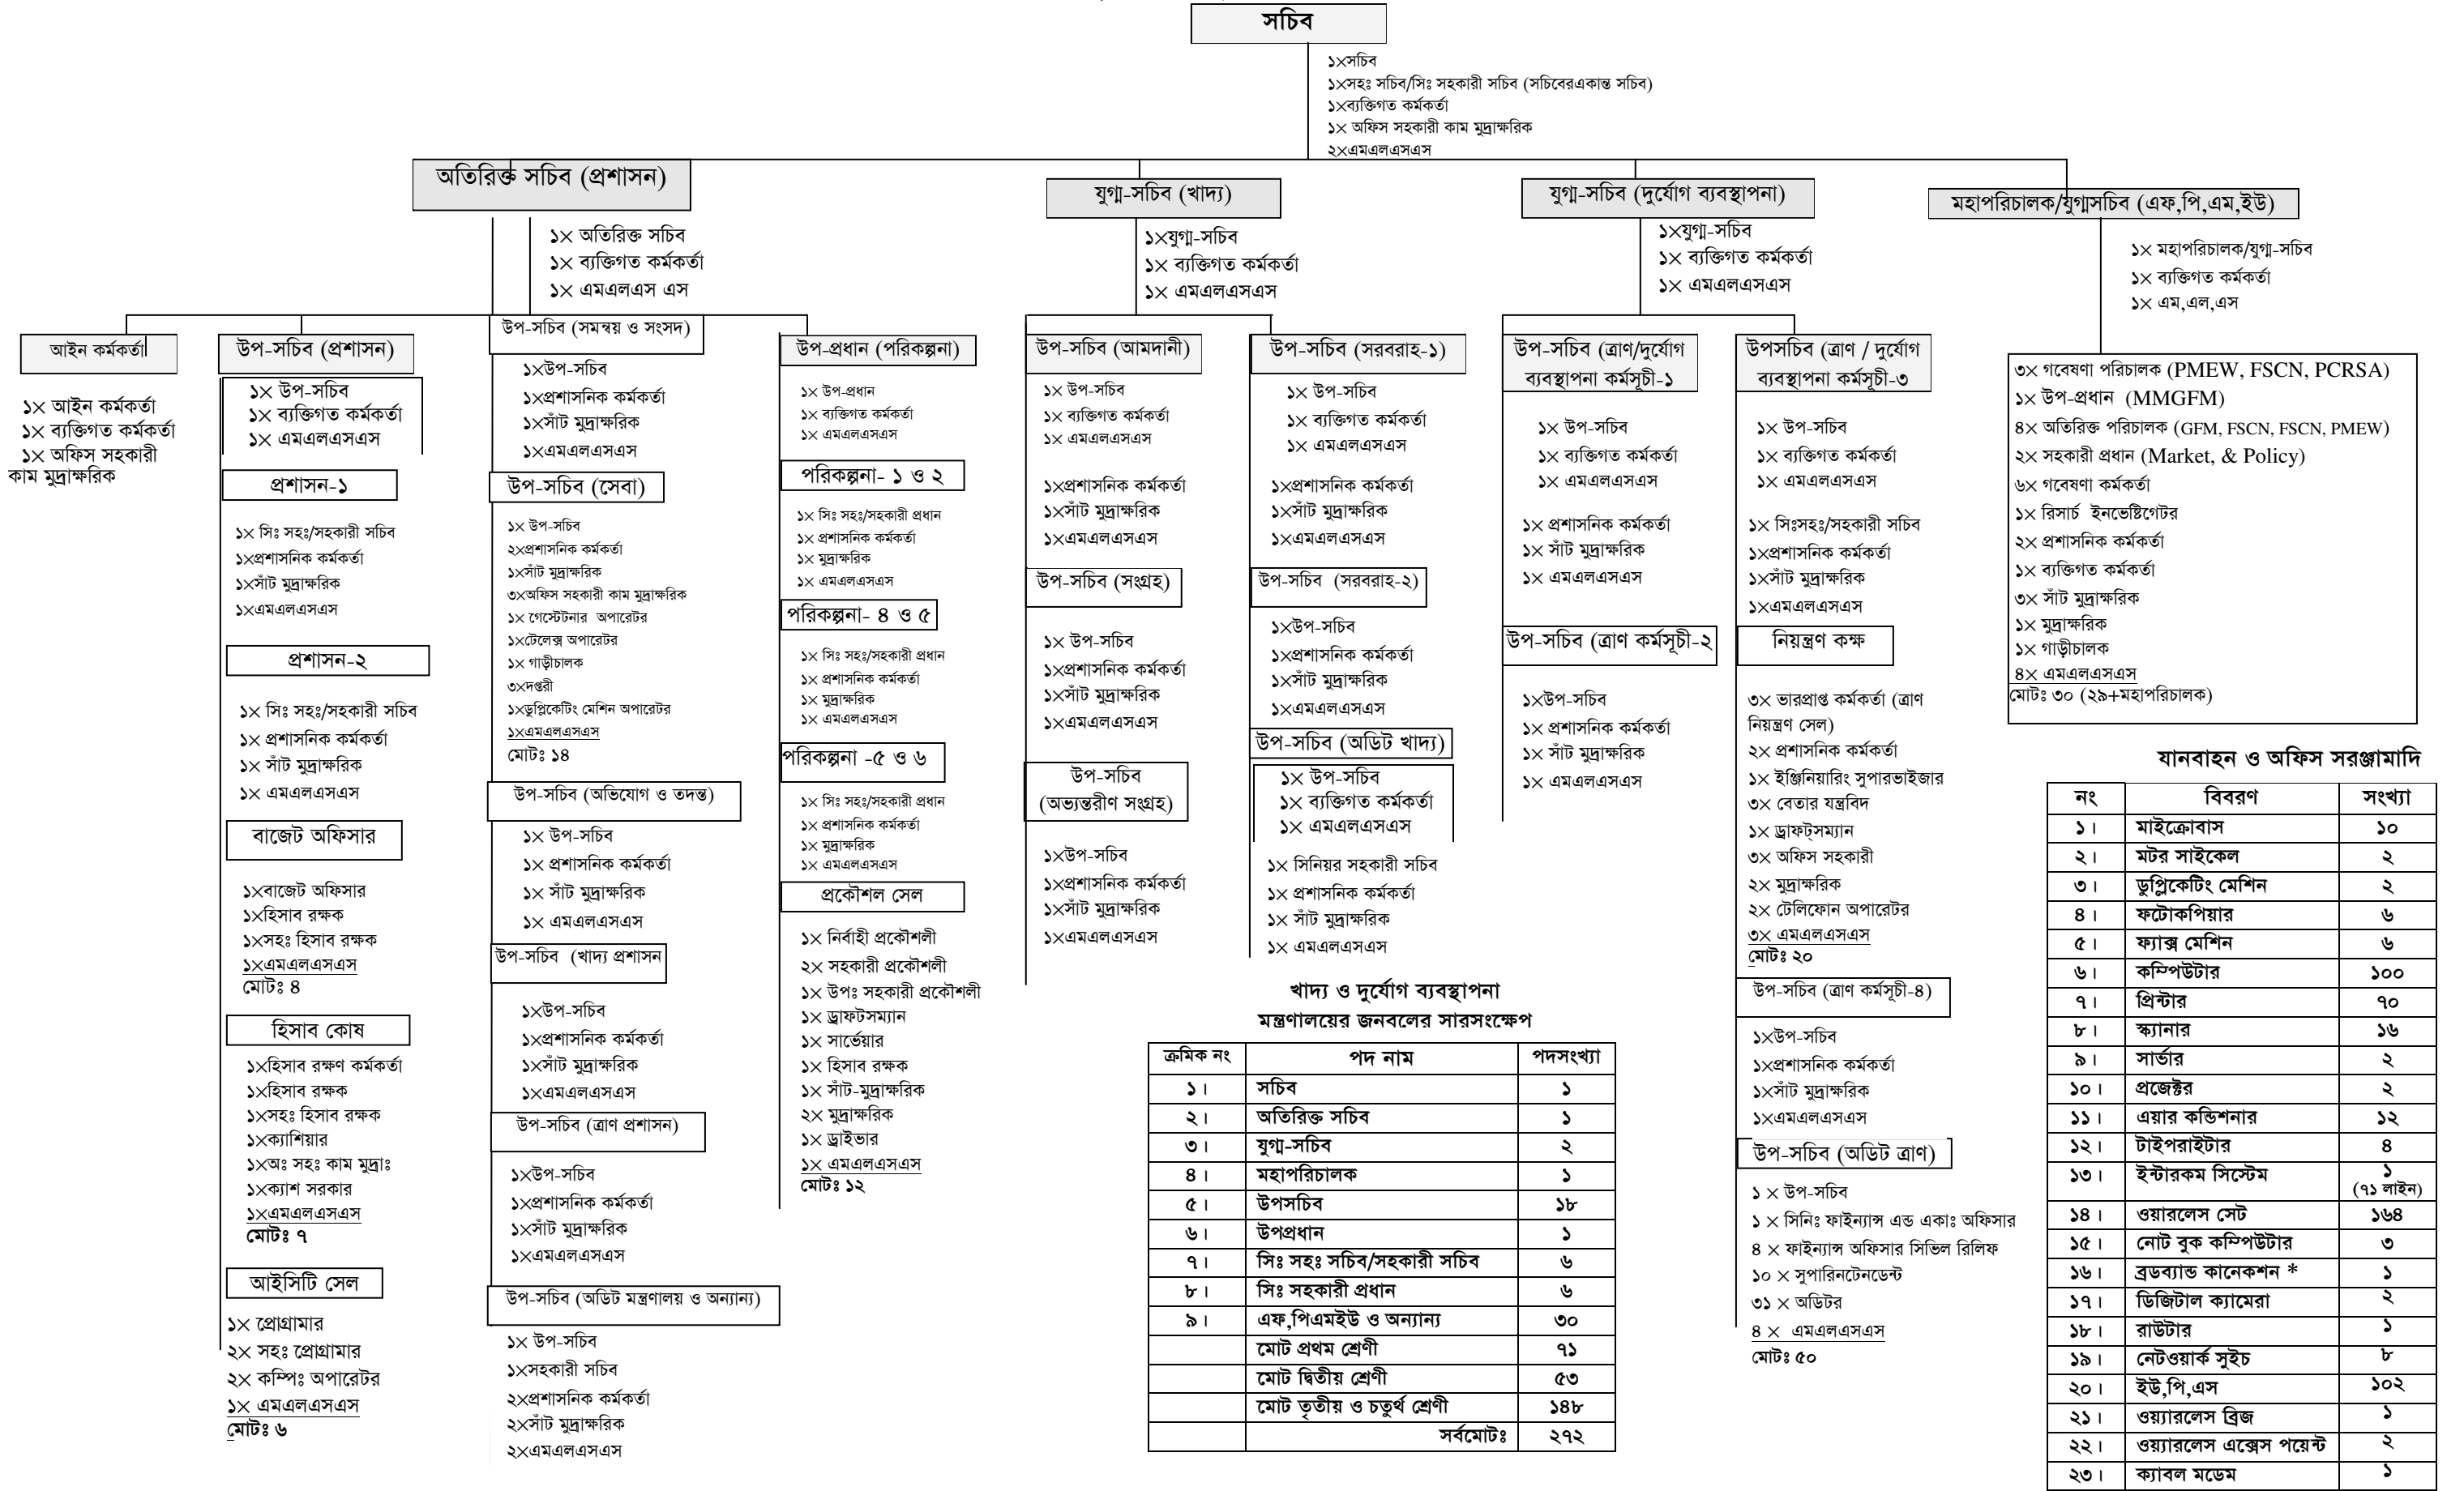 সচিব
১×সচিব
১×সহঃ সচিব/সিঃ সহকারী সচিব (সচিবেরএকান্ত সচিব)
১×ব্যক্তিগত কর্মকর্তা
১× অফিস সহকারী কাম মুদ্রাক্ষরিক
২×এমএলএসএস
অতিরিক্ত সচিব (প্রশাসন)
১× অতিরিক্ত সচিব
১× ব্যক্তিগত কর্মকর্তা
১× এমএলএস এস
যুগ্ম-সচিব (খাদ্য)
১×যুগ্ম-সচিব
১× ব্যক্তিগত কর্মকর্তা
১× এমএলএসএস
যুগ্ম-সচিব (দুর্যোগ ব্যবস্থাপনা)
১×যুগ্ম-সচিব
১× ব্যক্তিগত কর্মকর্তা
১× এমএলএসএস
মহাপরিচালক/যুগ্মসচিব (এফ,পি,এম,ইউ)
১× মহাপরিচালক/যুগ্ম-সচিব
১× ব্যক্তিগত কর্মকর্তা
১× এম,এল,এস
আইন কর্মকর্তা
১× আইন কর্মকর্তা
১× ব্যক্তিগত কর্মকর্তা
১× অফিস সহকারী
কাম মুদ্রাক্ষরিক
উপ-সচিব (প্রশাসন)
১× উপ-সচিব
১× ব্যক্তিগত কর্মকর্তা
১× এমএলএসএস
প্রশাসন-১
১× সিঃ সহঃ/সহকারী সচিব
১×প্রশাসনিক কর্মকর্তা
১×সাঁট মুদ্রাক্ষরিক
১×এমএলএসএস
প্রশাসন-২
১× সিঃ সহঃ/সহকারী সচিব
১× প্রশাসনিক কর্মকর্তা
১× সাঁট মুদ্রাক্ষরিক
১× এমএলএসএস
বাজেট অফিসার
১×বাজেট অফিসার
১×হিসাব রক্ষক
১×সহঃ হিসাব রক্ষক
১×এমএলএসএস
মোটঃ ৪
হিসাব কোষ
১×হিসাব রক্ষণ কর্মকর্তা
১×হিসাব রক্ষক
১×সহঃ হিসাব রক্ষক
১×ক্যাশিয়ার
১×অঃ সহঃ কাম মুদ্রাঃ
১×ক্যাশ সরকার
১×এমএলএসএস
মোটঃ ৭
আইসিটি সেল
১× প্রোগ্রামার
২× সহঃ প্রোগ্রামার
২× কম্পিঃ অপারেটর
১× এমএলএসএস
মোটঃ ৬
উপ-সচিব (সমন্বয় ও সংসদ)
১×উপ-সচিব
১×প্রশাসনিক কর্মকর্তা
১×সাঁট মুদ্রাক্ষরিক
১×এমএলএসএস
উপ-সচিব (সেবা)
১× উপ-সচিব
২×প্রশাসনিক কর্মকর্তা
১×সাঁট মুদ্রাক্ষরিক
৩×অফিস সহকারী কাম মুদ্রাক্ষরিক
১× গেস্টেটনার অপারেটর
১×টেলেক্স অপারেটর
১× গাড়ীচালক
৩×দপ্তরী
১×ডুপ্লিকেটিং মেশিন অপারেটর
১×এমএলএসএস
মোটঃ ১৪
উপ-সচিব (অভিযোগ ও তদন্ত)
১× উপ-সচিব
১× প্রশাসনিক কর্মকর্তা
১× সাঁট মুদ্রাক্ষরিক
১× এমএলএসএস
উপ-সচিব (খাদ্য প্রশাসন
১×উপ-সচিব
১×প্রশাসনিক কর্মকর্তা
১×সাঁট মুদ্রাক্ষরিক
১×এমএলএসএস
উপ-সচিব (ত্রাণ প্রশাসন)
১×উপ-সচিব
১×প্রশাসনিক কর্মকর্তা
১×সাঁট মুদ্রাক্ষরিক
১×এমএলএসএস
উপ-সচিব (অডিট মন্ত্রণালয় ও অন্যান্য)
১× উপ-সচিব
১×সহকারী সচিব
২×প্রশাসনিক কর্মকর্তা
২×সাঁট মুদ্রাক্ষরিক
২×এমএলএসএস
উপ-প্রধান (পরিকল্পনা)
১× উপ-প্রধান
১× ব্যক্তিগত কর্মকর্তা
১× এমএলএসএস
পরিকল্পনা- ১ ও ২
১× সিঃ সহঃ/সহকারী প্রধান
১× প্রশাসনিক কর্মকর্তা
১× মুদ্রাক্ষরিক
১× এমএলএসএস
পরিকল্পনা- ৪ ও ৫
১× সিঃ সহঃ/সহকারী প্রধান
১× প্রশাসনিক কর্মকর্তা
১× মুদ্রাক্ষরিক
১× এমএলএসএস
পরিকল্পনা -৫ ও ৬
১× সিঃ সহঃ/সহকারী প্রধান
১× প্রশাসনিক কর্মকর্তা
১× মুদ্রাক্ষরিক
১× এমএলএসএস
প্রকৌশল সেল
১× নির্বাহী প্রকৌশলী
২× সহকারী প্রকৌশলী
১× উপঃ সহকারী প্রকৌশলী
১× ড্রাফটসম্যান
১× সার্ভেয়ার
১× হিসাব রক্ষক
১× সাঁট-মুদ্রাক্ষরিক
২× মুদ্রাক্ষরিক
১× ড্রাইভার
১× এমএলএসএস
মোটঃ ১২
উপ-সচিব (আমদানী)
১× উপ-সচিব
১× ব্যক্তিগত কর্মকর্তা
১× এমএলএসএস
১×প্রশাসনিক কর্মকর্তা
১×সাঁট মুদ্রাক্ষরিক
১×এমএলএসএস
উপ-সচিব (সংগ্রহ)
১× উপ-সচিব
১×প্রশাসনিক কর্মকর্তা
১×সাঁট মুদ্রাক্ষরিক
১×এমএলএসএস
উপ-সচিব
(অভ্যন্তরীণ সংগ্রহ)
১×উপ-সচিব
১×প্রশাসনিক কর্মকর্তা
১×সাঁট মুদ্রাক্ষরিক
১×এমএলএসএস
উপ-সচিব (সরবরাহ-১)
১× উপ-সচিব
১× ব্যক্তিগত কর্মকর্তা
১× এমএলএসএস
১×প্রশাসনিক কর্মকর্তা
১×সাঁট মুদ্রাক্ষরিক
১×এমএলএসএস
উপ-সচিব (সরবরাহ-২)
১×উপ-সচিব
১×প্রশাসনিক কর্মকর্তা
১×সাঁট মুদ্রাক্ষরিক
১×এমএলএসএস
উপ-সচিব (অডিট খাদ্য)
১× উপ-সচিব
১× ব্যক্তিগত কর্মকর্তা
১× এমএলএসএস
১× সিনিয়র সহকারী সচিব
১× প্রশাসনিক কর্মকর্তা
১× সাঁট মুদ্রাক্ষরিক
১× এমএলএসএস
উপ-সচিব (ত্রাণ/দুর্যোগ
ব্যবস্থাপনা কর্মসূচী-১
১× উপ-সচিব
১× ব্যক্তিগত কর্মকর্তা
১× এমএলএসএস
১× প্রশাসনিক কর্মকর্তা
১× সাঁট মুদ্রাক্ষরিক
১× এমএলএসএস
উপ-সচিব (ত্রাণ কর্মসূচী-২
১×উপ-সচিব
১× প্রশাসনিক কর্মকর্তা
১× সাঁট মুদ্রাক্ষরিক
১× এমএলএসএস
উপসচিব (ত্রাণ / দুর্যোগ
ব্যবস্থাপনা কর্মসূচী-৩
১× উপ-সচিব
১× ব্যক্তিগত কর্মকর্তা
১× এমএলএসএস
১× সিঃসহঃ/সহকারী সচিব
১×প্রশাসনিক কর্মকর্তা
১×সাঁট মুদ্রাক্ষরিক
১×এমএলএসএস
নিয়ন্ত্রণ কক্ষ
৩× ভারপ্রাপ্ত কর্মকর্তা (ত্রাণ
নিয়ন্ত্রণ সেল)
২× প্রশাসনিক কর্মকর্তা
১× ইঞ্জিনিয়ারিং সুপারভাইজার
৩× বেতার যন্ত্রবিদ
১× ড্রাফট্সম্যান
৩× অফিস সহকারী
২× মুদ্রাক্ষরিক
২× টেলিফোন অপারেটর
৩× এমএলএসএস
মোটঃ ২০
উপ-সচিব (ত্রাণ কর্মসূচী-৪)
১×উপ-সচিব
১×প্রশাসনিক কর্মকর্তা
১×সাঁট মুদ্রাক্ষরিক
১×এমএলএসএস
উপ-সচিব (অডিট ত্রাণ)
১ × উপ-সচিব
১ × সিনিঃ ফাইন্যান্স এন্ড একাঃ অফিসার
৪ × ফাইন্যান্স অফিসার সিভিল রিলিফ
১০ × সুপারিনটেনডেন্ট
৩১ × অডিটর
৪ × এমএলএসএস
মোটঃ ৫০
৩× গবেষণা পরিচালক (PMEW, FSCN, PCRSA)
১× উপ-প্রধান (MMGFM)
৪× অতিরিক্ত পরিচালক (GFM, FSCN, FSCN, PMEW)
২× সহকারী প্রধান (Market, & Policy)
৬× গবেষণা কর্মকর্তা
১× রিসার্চ ইনভেষ্টিগেটর
২× প্রশাসনিক কর্মকর্তা
১× ব্যক্তিগত কর্মকর্তা
৩× সাঁট মুদ্রাক্ষরিক
১× মুদ্রাক্ষরিক
১× গাড়ীচালক
৪× এমএলএসএস
মোটঃ ৩০ (২৯+মহাপরিচালক)
খাদ্য ও দুর্যোগ ব্যবস্থাপনা
মন্ত্রণালয়ের জনবলের সারসংক্ষেপ
ক্রমিক নং পদ নাম পদসংখ্যা
১। সচিব ১
২। অতিরিক্ত সচিব ১
৩। যুগ্ম-সচিব ২
৪। মহাপরিচালক ১
৫। উপসচিব ১৮
৬। উপপ্রধান ১
৭। সিঃ সহঃ সচিব/সহকারী সচিব ৬
৮। সিঃ সহকারী প্রধান ৬
৯। এফ,পিএমইউ ও অন্যান্য ৩০
মোট প্রথম শ্রেণী ৭১
মোট দ্বিতীয় শ্রেণী ৫৩
মোট তৃতীয় ও চতুর্থ শ্রেণী ১৪৮
সর্বমোটঃ ২৭২
যানবাহন ও অফিস সরঞ্জামাদি
নং বিবরণ সংখ্যা
১। মাইক্রোবাস ১০
২। মটর সাইকেল ২
৩। ডুপ্লিকেটিং মেশিন ২
৪। ফটোকপিয়ার ৬
৫। ফ্যাক্স মেশিন ৬
৬। কম্পিউটার ১০০
৭। প্রিন্টার ৭০
৮। স্ক্যানার ১৬
৯। সার্ভার ২
১০। প্রজেক্টর ২
১১। এয়ার কন্ডিশনার ১২
১২। টাইপরাইটার ৪
১৩। ইন্টারকম সিস্টেম ১
(৭১ লাইন)
১৪। ওয়ারলেস সেট ১৬৪
১৫। নোট বুক কম্পিউটার ৩
১৬। ব্রডব্যান্ড কানেকশন * ১
১৭। ডিজিটাল ক্যামেরা ২
১৮। রাউটার ১
১৯। নেটওয়ার্ক সুইচ ৮
২০। ইউ,পি,এস ১০২
২১। ওয়্যারলেস ব্রিজ ১
২২। ওয়্যারলেস এক্সেস পয়েন্ট ২
২৩। ক্যাবল মডেম ১